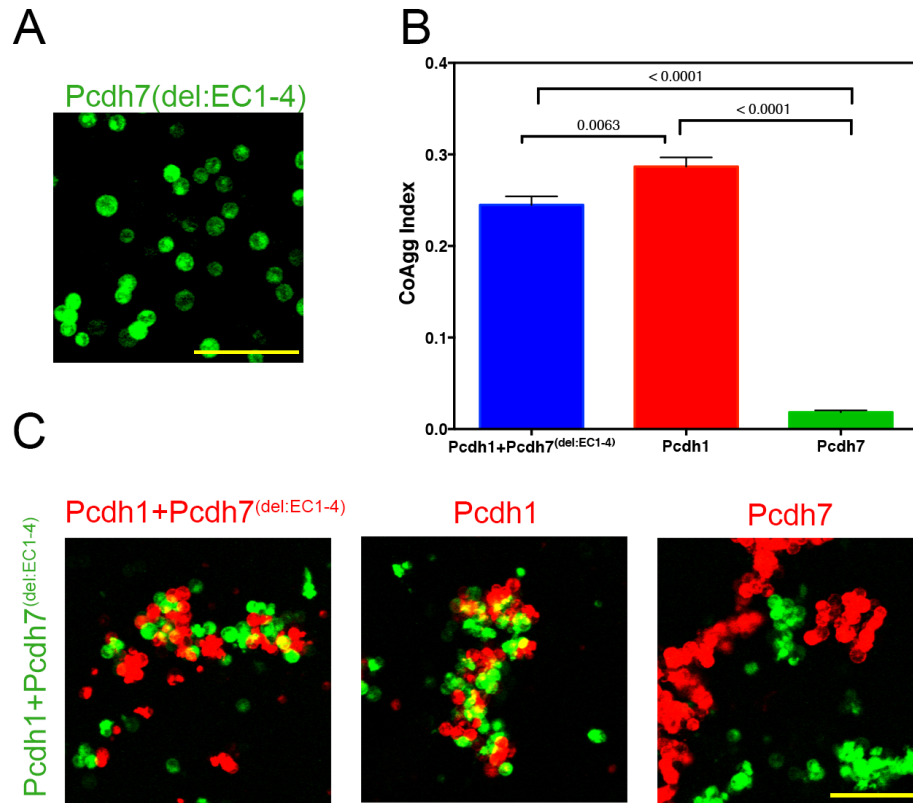 A
Pcdh7(del:EC1-4)
B
0.4
0.3
0.2
0.1
0.0
CoAgg Index
< 0.0001
0.0063
< 0.0001
Pcdh1+Pcdh7(del:EC1-4)
Pcdh1
Pcdh7
C
Pcdh1+Pcdh7(del:EC1-4)
Pcdh1
Pcdh7
Pcdh1+Pcdh7(del:EC1-4)